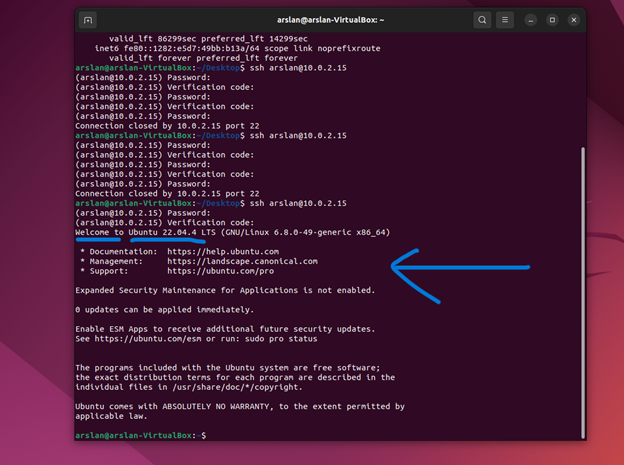 arslan@arslan-VirtualBox: ~
valid_lft 86299sec preferred_lft 14299sec
inet6 fe80::1282:e5d7:49bb:b13a/64 scope link noprefixroute
valid_lft forever preferred_lft forever
arslan@arslan-VirtualBox:~/Desktop$ ssh arslan@10.0.2.15
(arslan@10.0.2.15) Password:
(arslan@10.0.2.15) Verification code:
(arslan@10.0.2.15) Password:
(arslan@10.0.2.15) Verification code:
(arslan@10.0.2.15) Password:
Connection closed by 10.0.2.15 port 22
arslan@arslan-VirtualBox:~/Desktop$ ssh arslan@10.0.2.15
(arslan@10.0.2.15) Password:
(arslan@10.0.2.15) Verification code:
(arslan@10.0.2.15) Password:
(arslan@10.0.2.15) Verification code:
(arslan@10.0.2.15) Password:
Connection closed by 10.0.2.15 port 22
arslan@arslan-VirtualBox:~/Desktop$ ssh arslan@10.0.2.15
(arslan@10.0.2.15) Password:
(arslan@10.0.2.15) Verification code:
Welcome to Ubuntu 22.04.4 LTS (GNU/Linux 6.8.0-49-generic x86_64)
* Documentation: https://help.ubuntu.com
* Management: https://landscape.canonical.com
* Support: https://ubuntu.com/pro
Expanded Security Maintenance for Applications is not enabled.
0 updates can be applied immediately.
Enable ESM Apps to receive additional future security updates.
See https://ubuntu.com/esm or run: sudo pro status
The programs included with the Ubuntu system are free software;
the exact distribution terms for each program are described in the
individual files in /usr/share/doc/*/copyright.
Ubuntu comes with ABSOLUTELY NO WARRANTY, to the extent permitted by
applicable law.
arslan@arslan-VirtualBox:~$